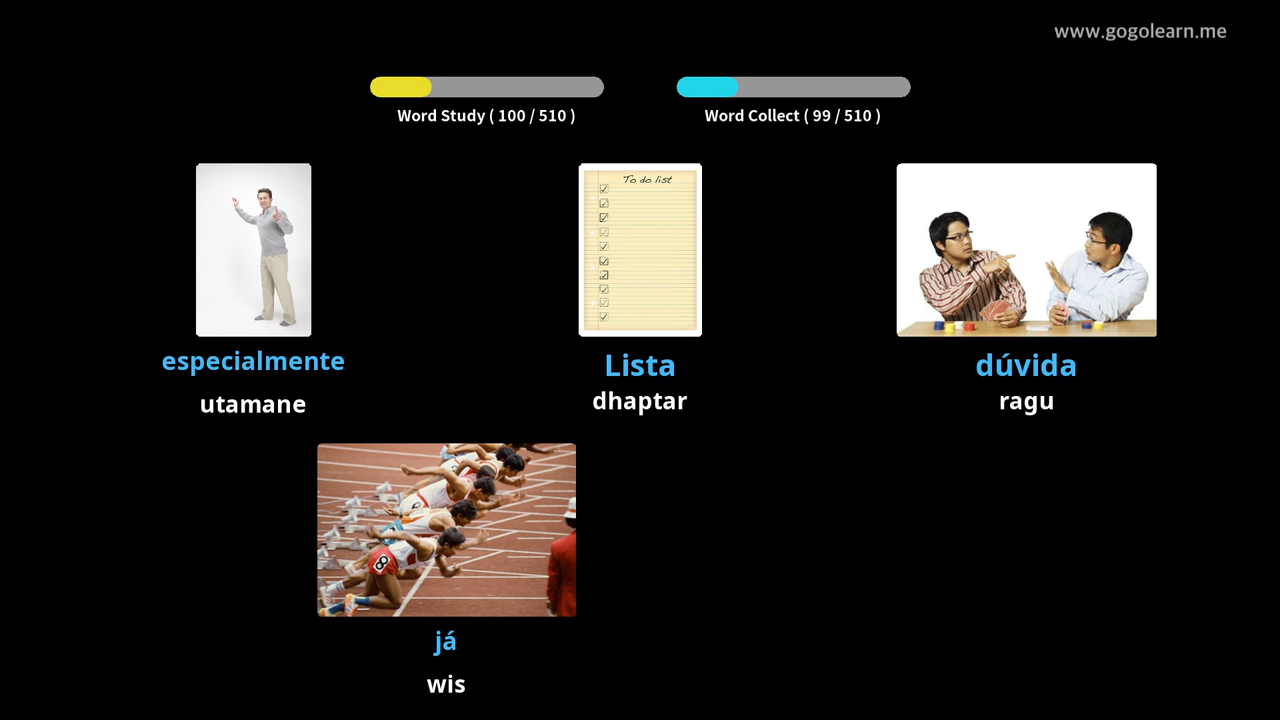 www.gogolearn.me
Word Study ( 100 / 510 )
Word Collect ( 99 / 510 )
To do list
especialmente
utamane
Lista
dhaptar
dúvida
ragu
8
já
wis